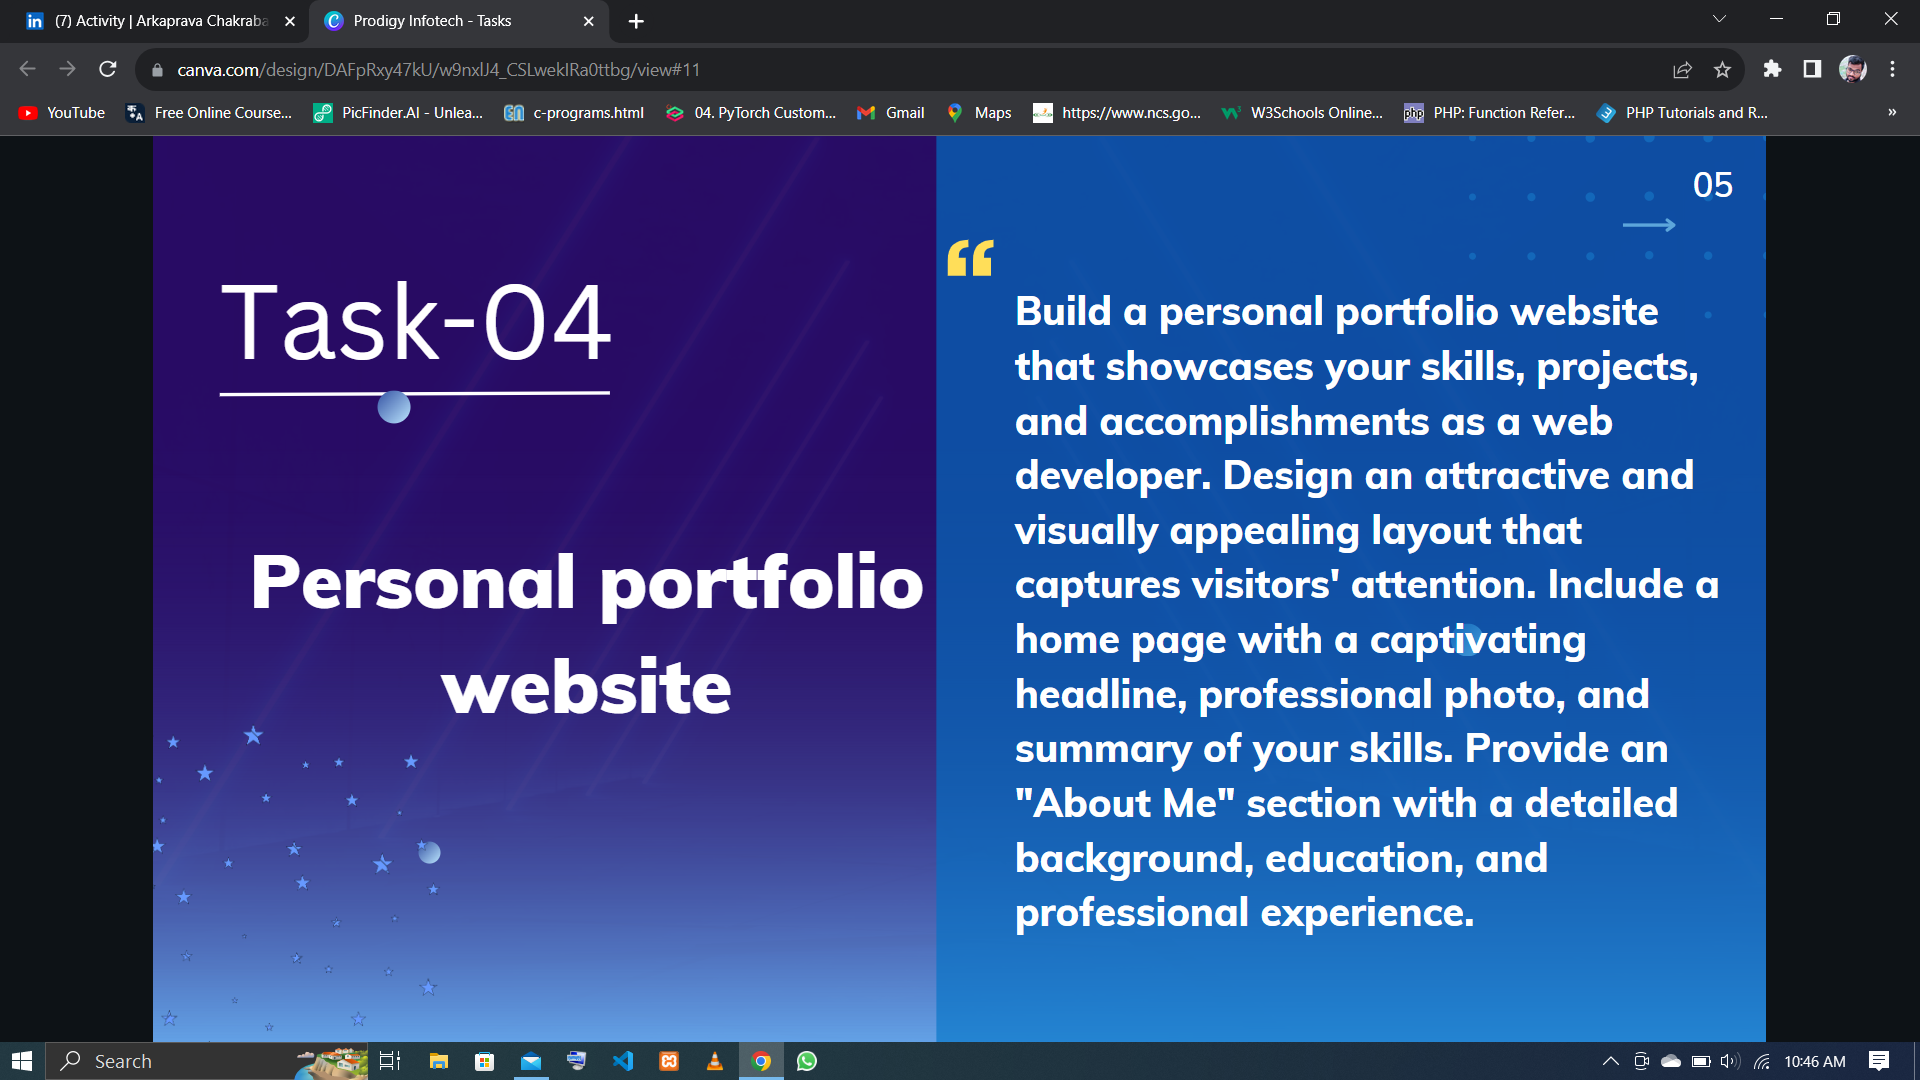 (7) Activity | Arkaprava Chakraba
Prodigy Infotech - Tasks
canva.com/design/DAFpRxy47kU/w9nxlJ4_CSLweklRa0ttbg/view#11
YouTube
Free Online Course...
PicFinder.AI - Unlea...
c-programs.html
04. PyTorch Custom...
Gmail
Maps
https://www.ncs.go...
W3Schools Online...
PHP: Function Refer...
PHP Tutorials and R...
Task-04
Personal portfolio
website
05
Build a personal portfolio website
that showcases your skills, projects,
and accomplishments as a web
developer. Design an attractive and
visually appealing layout that
captures visitors' attention. Include a
home page with a captivating
headline, professional photo, and
summary of your skills. Provide an
"About Me" section with a detailed
background, education, and
professional experience.
Search
10:46 AM